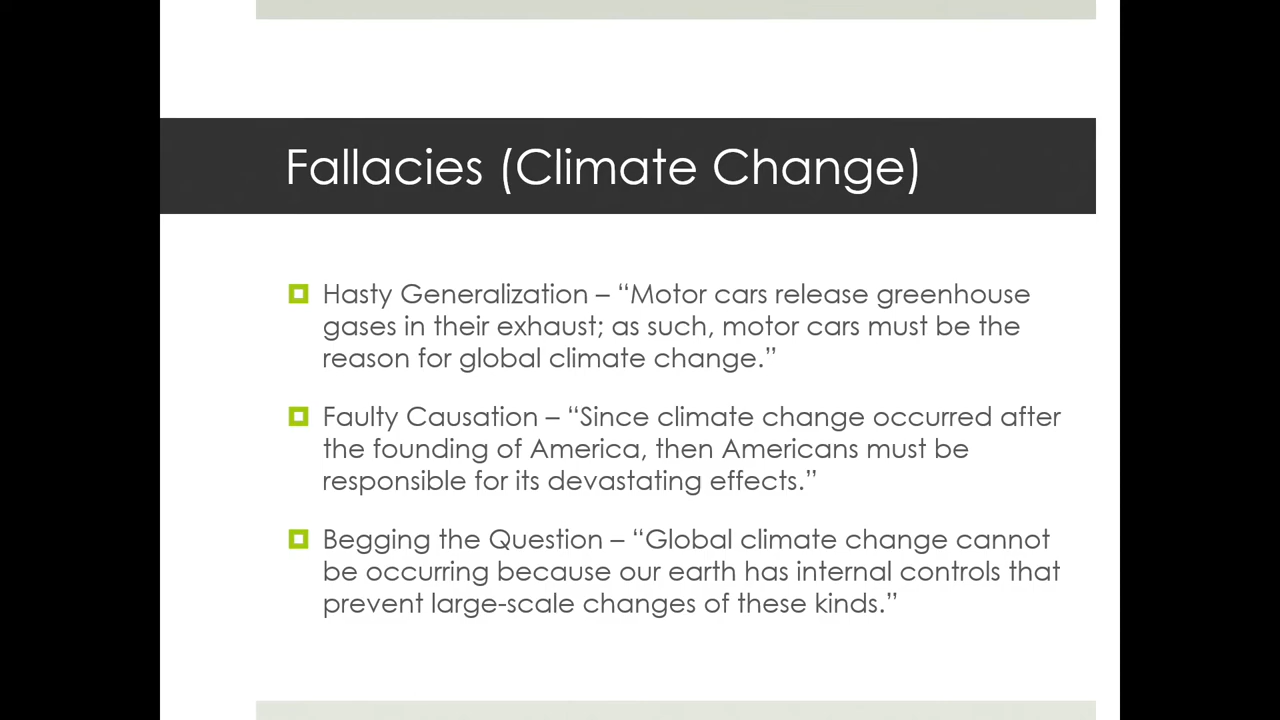 Fallacies (Climate Change)
Hasty Generalization – “Motor cars release greenhouse
gases in their exhaust; as such, motor cars must be the
reason for global climate change.”
Faulty Causation – “Since climate change occurred after
the founding of America, then Americans must be
responsible for its devastating effects.”
Begging the Question – “Global climate change cannot
be occurring because our earth has internal controls that
prevent large-scale changes of these kinds.”